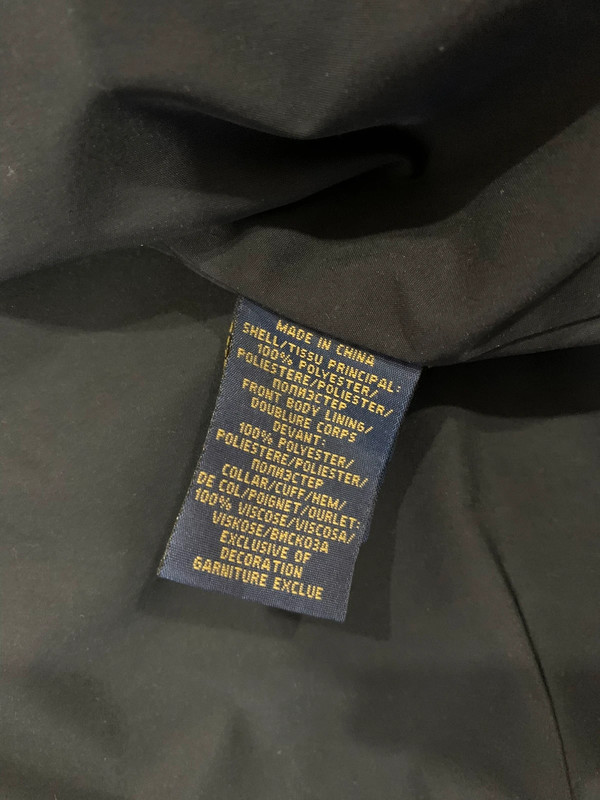 MADE IN CHINA
SHELL/TISSU PRINCIPAL:
100% POLYESTER/
POLIESTERE/POLIESTER/
ПОЛИЭСТЕР
FRONT BODY LINING/
DOUBLURE CORPS
DEVANT:
100% POLYESTER/
POLIESTERE/POLIESTER/
ПОЛИЭСТЕР
COLLAR/CUFF/HEM/
DE COL/POIGNET/OURLET:
100% VISCOSE/VISCOSA/
VISKOSE/ВИСКОЗА
EXCLUSIVE OF
DECORATION
GARNITURE EXCLUE